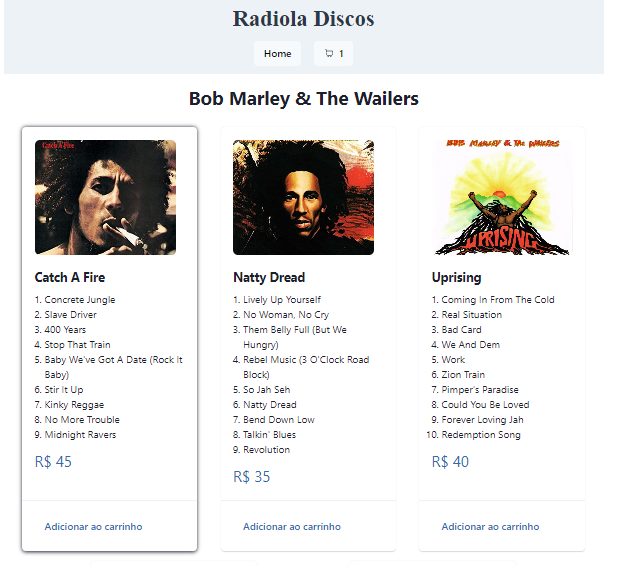 Radiola Discos
Home
1
Bob Marley & The Wailers
Catch A Fire
Catch A Fire
1. Concrete Jungle
2. Slave Driver
3. 400 Years
4. Stop That Train
5. Baby We've Got A Date (Rock It
Baby)
6. Stir It Up
7. Kinky Reggae
8. No More Trouble
9. Midnight Ravers
R$ 45
Adicionar ao carrinho
Natty Dread
1. Lively Up Yourself
2. No Woman, No Cry
3. Them Belly Full (But We
Hungry)
4. Rebel Music (3 O'Clock Road
Block)
5. So Jah Seh
6. Natty Dread
7. Bend Down Low
8. Talkin' Blues
9. Revolution
R$ 35
Adicionar ao carrinho
BOB MARLEY & THE WAILERS
UPRISING
Uprising
1. Coming In From The Cold
2. Real Situation
3. Bad Card
4. We And Dem
5. Work
6. Zion Train
7. Pimper's Paradise
8. Could You Be Loved
9. Forever Loving Jah
10. Redemption Song
R$ 40
Adicionar ao carrinho